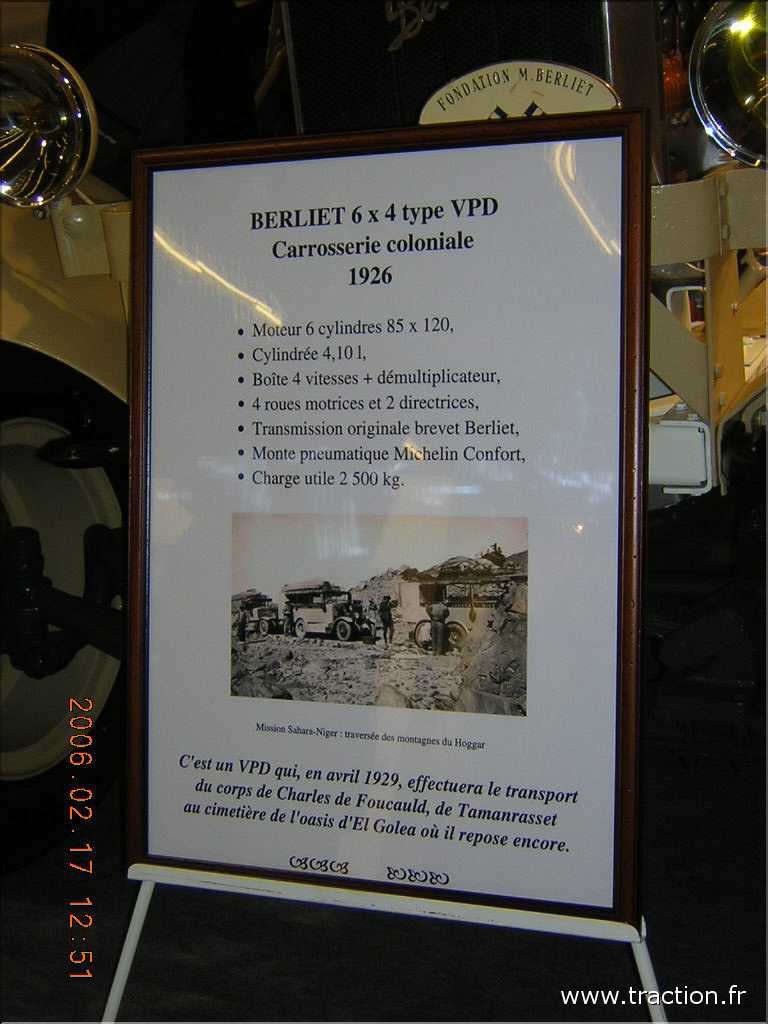 FONDATION M.BERLIET
BERLIET 6 x 4 type VPD
Carrosserie coloniale
1926
• Moteur 6 cylindres 85 x 120,
• Cylindrée 4,10 l,
• Boîte 4 vitesses + démultiplicateur,
• 4 roues motrices et 2 directrices,
• Transmission originale brevet Berliet,
• Monte pneumatique Michelin Confort,
• Charge utile 2 500 kg.
Mission Sahara-Niger : traversée des montagnes du Hoggar
C'est un VPD qui, en avril 1929, effectuera le transport
du corps de Charles de Foucauld, de Tamanrasset
au cimetière de l'oasis d'El Golea où il repose encore.
2006.02.17 12:51
www.traction.fr